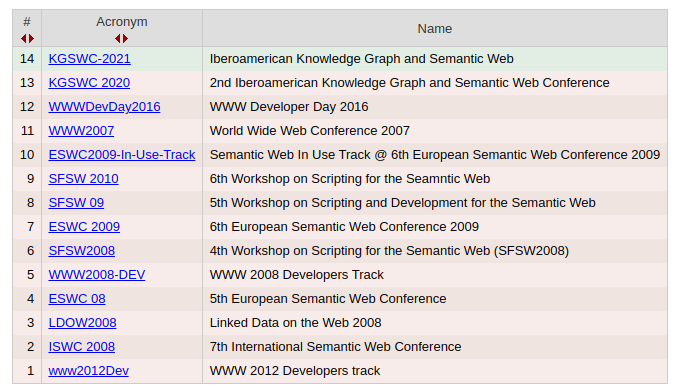 # Acronym Name
14 KGSWC-2021 Iberoamerican Knowledge Graph and Semantic Web
13 KGSWC 2020 2nd Iberoamerican Knowledge Graph and Semantic Web Conference
12 WWWDevDay2016 WWW Developer Day 2016
11 WWW2007 World Wide Web Conference 2007
10 ESWC2009-In-Use-Track Semantic Web In Use Track @ 6th European Semantic Web Conference 2009
9 SFSW 2010 6th Workshop on Scripting for the Seamntic Web
8 SFSW 09 5th Workshop on Scripting and Development for the Semantic Web
7 ESWC 2009 6th European Semantic Web Conference 2009
6 SFSW2008 4th Workshop on Scripting for the Semantic Web (SFSW2008)
5 WWW2008-DEV WWW 2008 Developers Track
4 ESWC 08 5th European Semantic Web Conference
3 LDOW2008 Linked Data on the Web 2008
2 ISWC 2008 7th International Semantic Web Conference
1 www2012Dev WWW 2012 Developers track